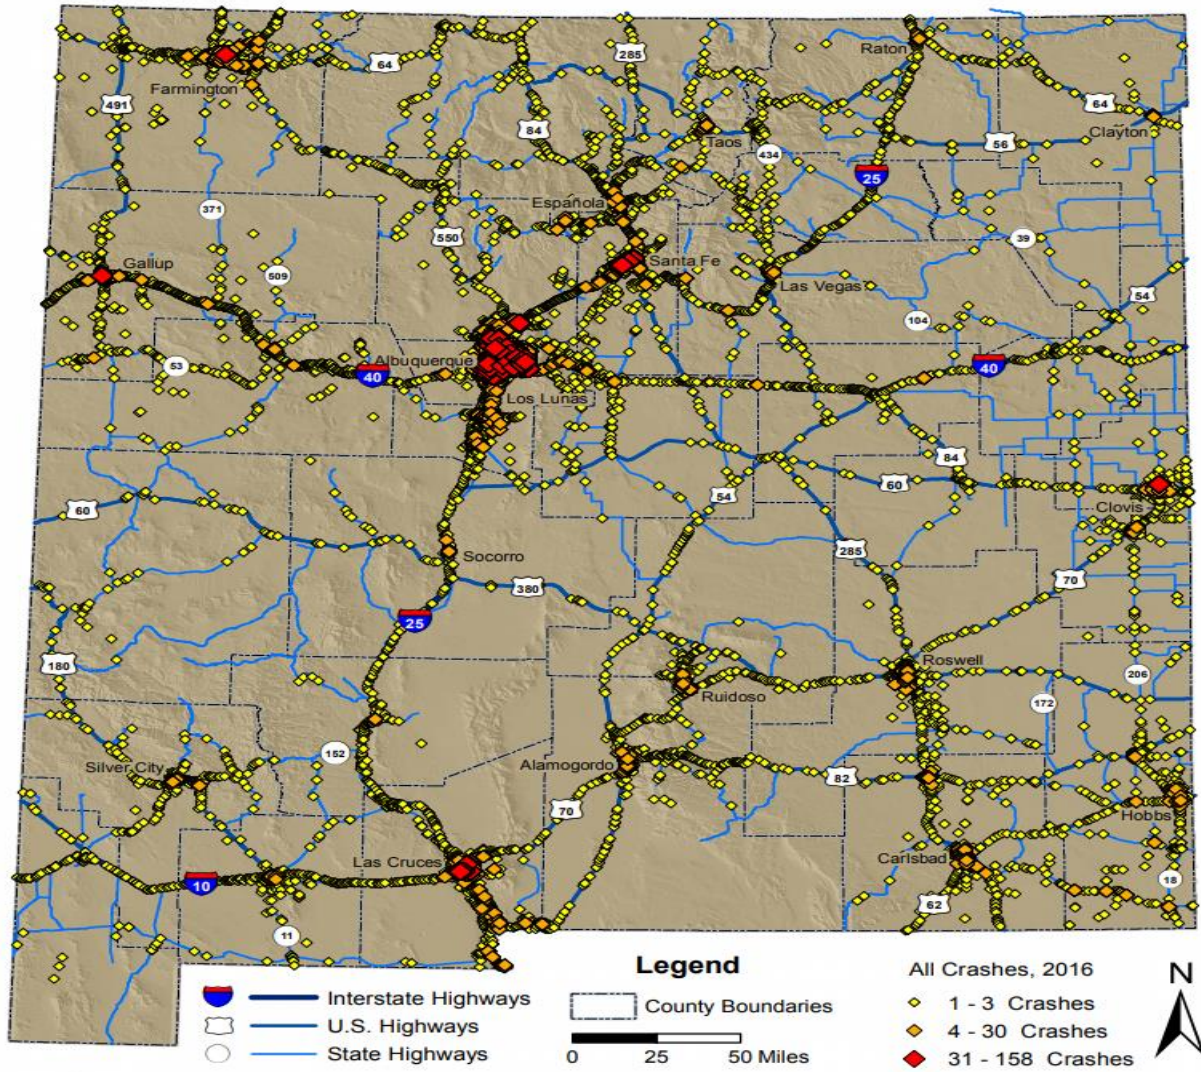 Raton
64
285
Farmington
491
64
84
Taos
64
Clayton
56
434
25
371
Española
550
39
Gallup
509
Santa Fe
Las Vegas
54
104
53
Albuquerque
40
40
Los Lunas
84
60
54
60
Clovis
285
Socorro
380
70
25
180
Roswell
206
Ruidoso
172
152
Silver City
Alamogordo
82
70
Hobbs
Las Cruces
Carlsbad
10
18
62
11
Legend
All Crashes, 2016
N
Interstate Highways
County Boundaries
1 - 3 Crashes
U.S. Highways
4 - 30 Crashes
State Highways
0 25 50 Miles
31 - 158 Crashes